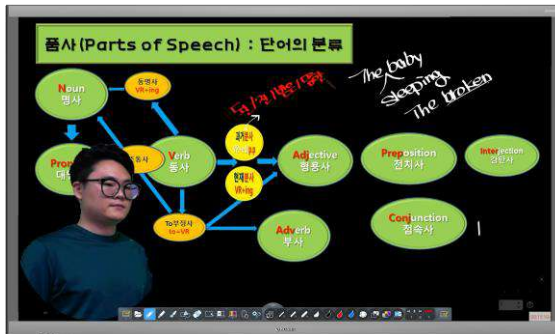 품사(Parts of Speech) : 단어의 분류
Noun
명사
동명사
VR+ing
The baby
sleeping
The broken
Verb
동사
과거분사
현재분사
VR+ing
Adjective
형용사
Preposition
전치사
Interjection
감탄사
To부정사
to+VR
Adverb
부사
Conjunction
접속사